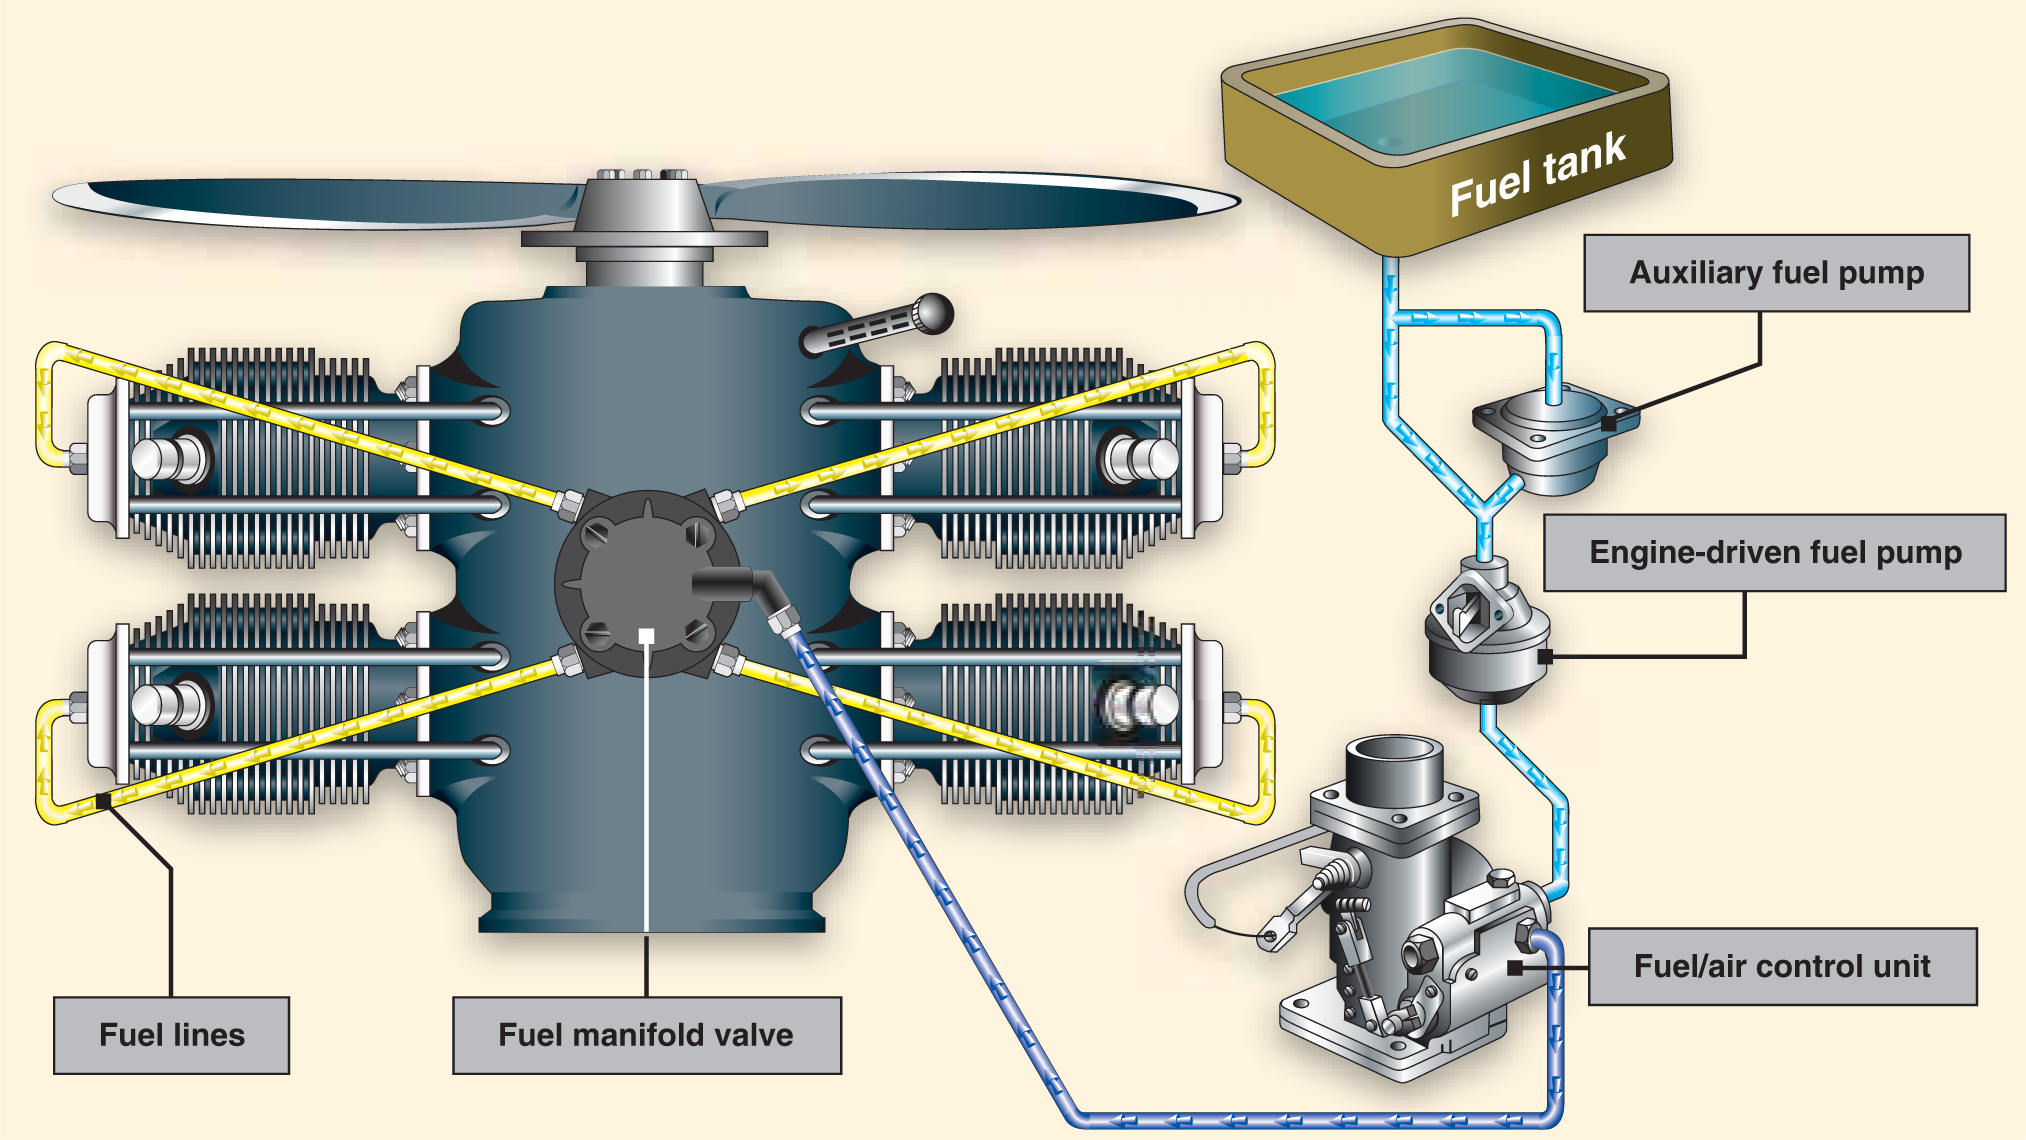 Fuel tank
Auxiliary fuel pump
Engine-driven fuel pump
Fuel/air control unit
Fuel lines
Fuel manifold valve